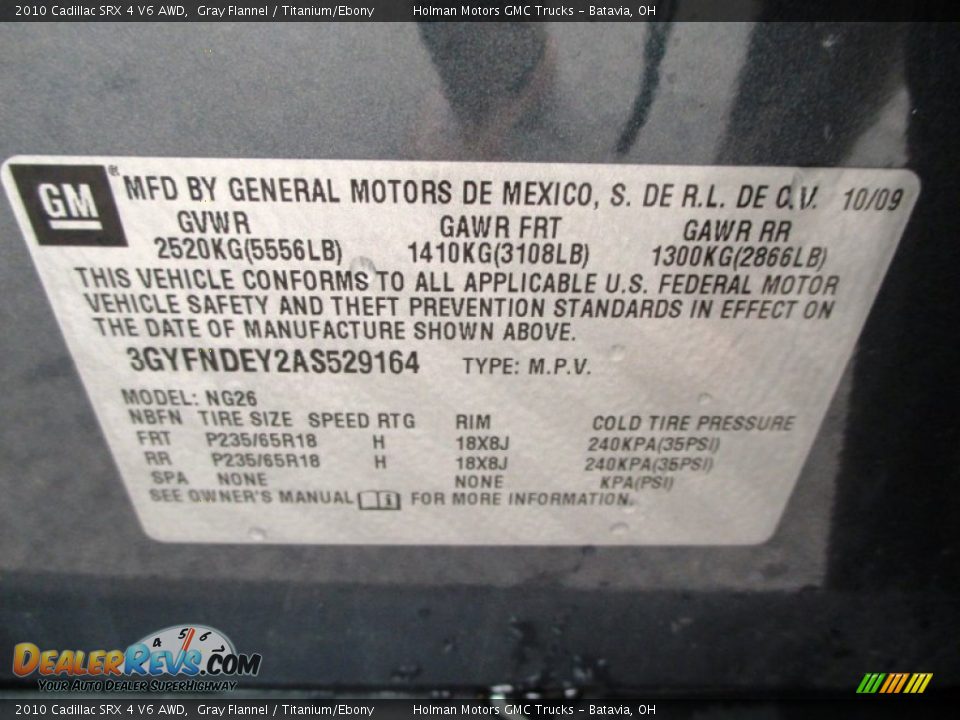 2010 Cadillac SRX 4 V6 AWD,  Gray Flannel / Titanium/Ebony     Holman Motors GMC Trucks - Batavia, OH
GM® MFD BY GENERAL MOTORS DE MEXICO, S. DE R.L. DE C.V. 10/09
GVWR GAWR FRT GAWR RR
2520KG(5556LB) 1410KG(3108LB) 1300KG(2866LB)
THIS VEHICLE CONFORMS TO ALL APPLICABLE U.S. FEDERAL MOTOR
VEHICLE SAFETY AND THEFT PREVENTION STANDARDS IN EFFECT ON
THE DATE OF MANUFACTURE SHOWN ABOVE.
3GYFNDEY2AS529164 TYPE: M.P.V.
MODEL: NG26
NBFN TIRE SIZE SPEED RTG RIM COLD TIRE PRESSURE
FRT P235/65R18 H 18X8J 240KPA(35PSI)
RR P235/65R18 H 18X8J 240KPA(35PSI)
SPA NONE NONE KPA(PSI)
SEE OWNER'S MANUAL i FOR MORE INFORMATION.
4 5 6
DealerRevs.com
Your Auto Dealer SuperHighway
2010 Cadillac SRX 4 V6 AWD,  Gray Flannel / Titanium/Ebony     Holman Motors GMC Trucks - Batavia, OH